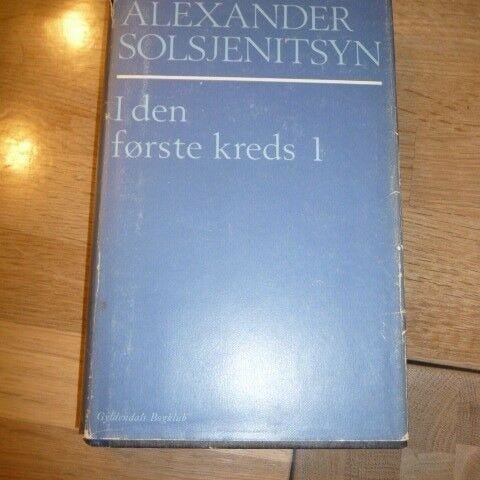 ALEXANDER
SOLSJENITSYN
I den
første kreds 1
Gyldendals Bogklub